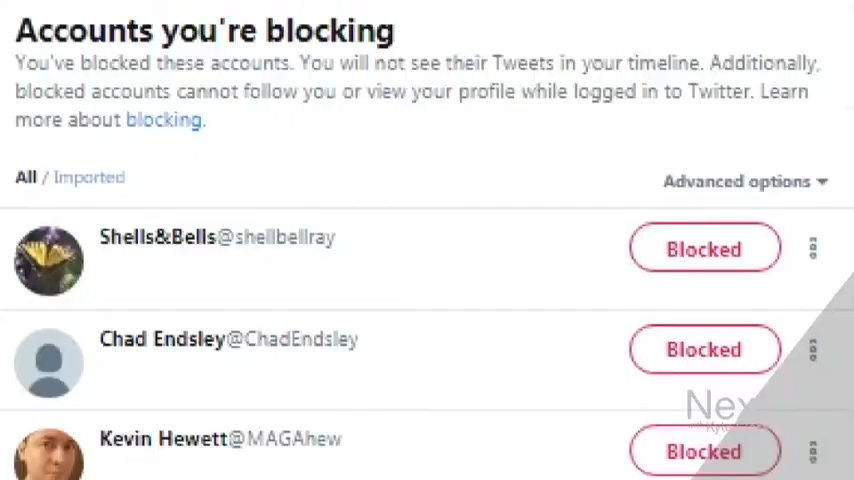 Accounts you're blocking
You've blocked these accounts. You will not see their Tweets in your timeline. Additionally,
blocked accounts cannot follow you or view your profile while logged in to Twitter. Learn
more about blocking.
All / Imported
Advanced options
Shells&Bells@shellbellray
Blocked
Chad Endsley@ChadEndsley
Blocked
Kevin Hewett@MAGAhew
Blocked